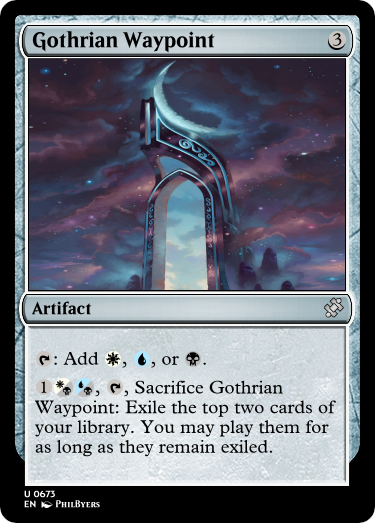 Gothrian Waypoint 3
Artifact
: Add , , or .
1 , , Sacrifice Gothrian
Waypoint: Exile the top two cards of
your library. You may play them for
as long as they remain exiled.
U 0673
EN PhilByers